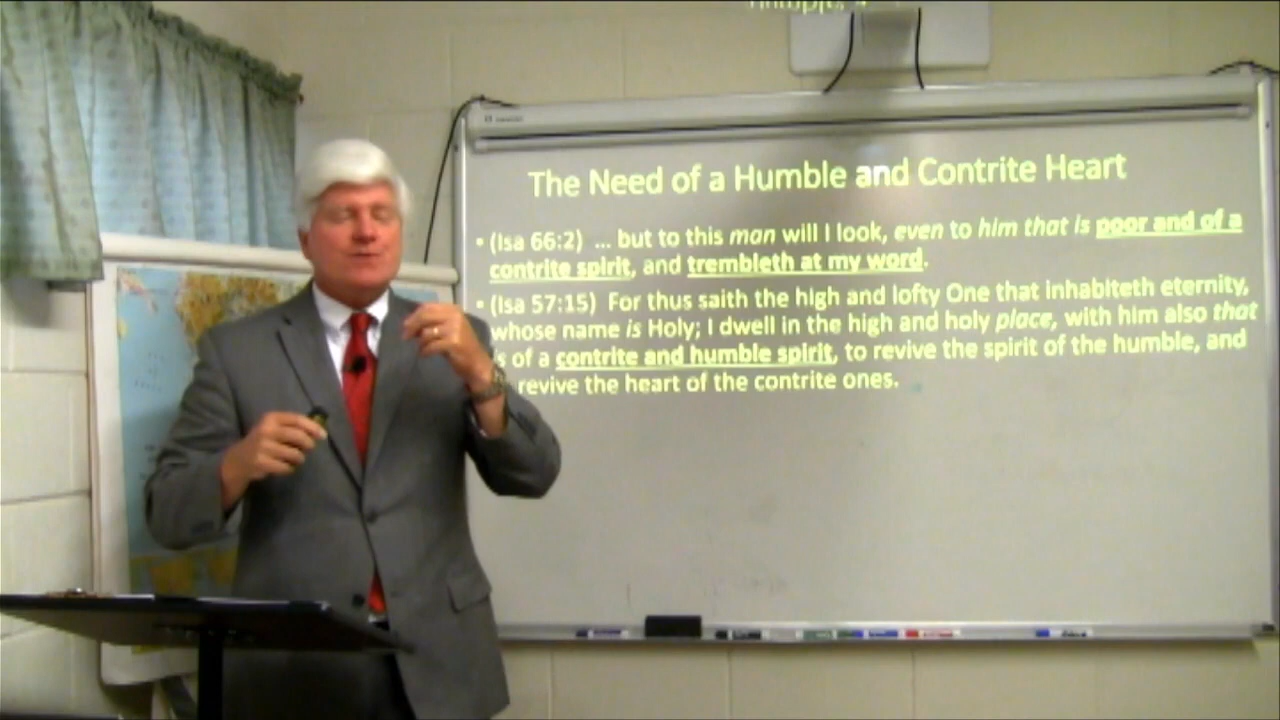 The Need of a Humble and Contrite Heart
• (Isa 66:2) ... but to this man will I look, even to him that is poor and of a
contrite spirit, and trembleth at my word.
• (Isa 57:15) For thus saith the high and lofty One that inhabiteth eternity,
whose name is Holy; I dwell in the high and holy place, with him also that
of a contrite and humble spirit, to revive the spirit of the humble, and
revive the heart of the contrite ones.